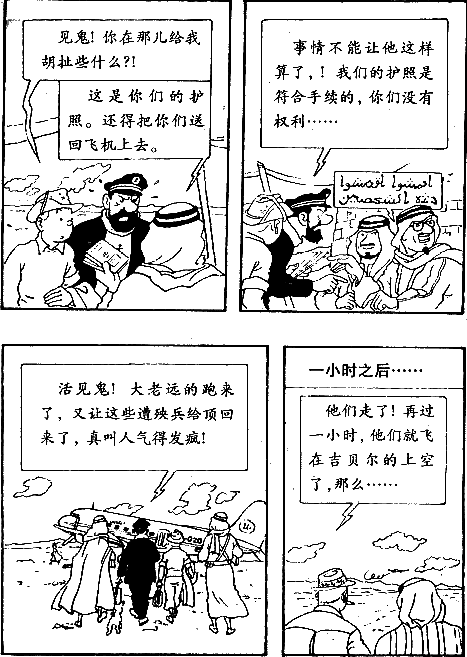 见鬼！你在那儿给我
胡扯些什么？！
这是你们的护
照。还得把你们送
回飞机上去。
事情不能让他这样
算了，！我们的护照是
符合手续的，你们没有
权利……
活见鬼！大老远的跑来
了，又让这些遭殃兵给顶回
来了，真叫人气得发疯！
一小时之后……
他们走了！再过
一小时，他们就飞
在吉贝尔的上空
了，那么……